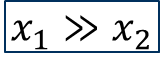 x₁ ≫ x₂